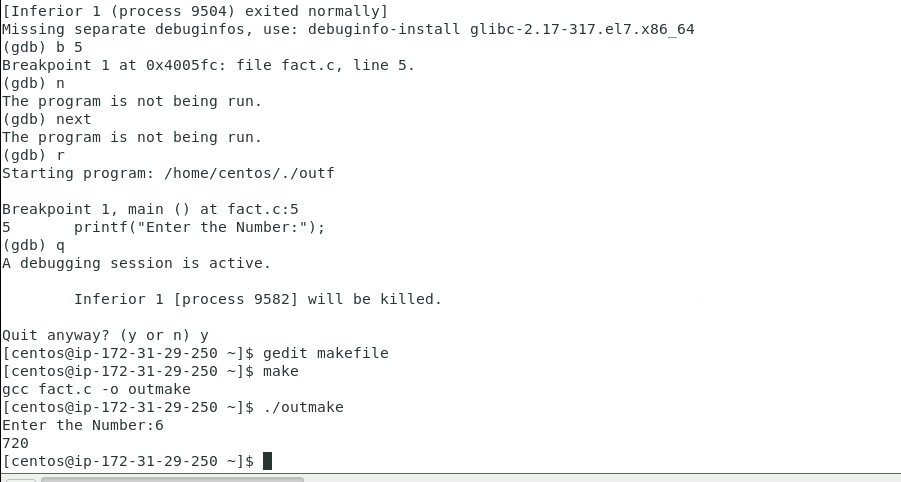 [Inferior 1 (process 9504) exited normally]
Missing separate debuginfos, use: debuginfo-install glibc-2.17-317.el7.x86_64
(gdb) b 5
Breakpoint 1 at 0x4005fc: file fact.c, line 5.
(gdb) n
The program is not being run.
(gdb) next
The program is not being run.
(gdb) r
Starting program: /home/centos/./outf

Breakpoint 1, main () at fact.c:5
5       printf("Enter the Number:");
(gdb) q
A debugging session is active.

        Inferior 1 [process 9582] will be killed.

Quit anyway? (y or n) y
[centos@ip-172-31-29-250 ~]$ gedit makefile
[centos@ip-172-31-29-250 ~]$ make
gcc fact.c -o outmake
[centos@ip-172-31-29-250 ~]$ ./outmake
Enter the Number:6
720
[centos@ip-172-31-29-250 ~]$